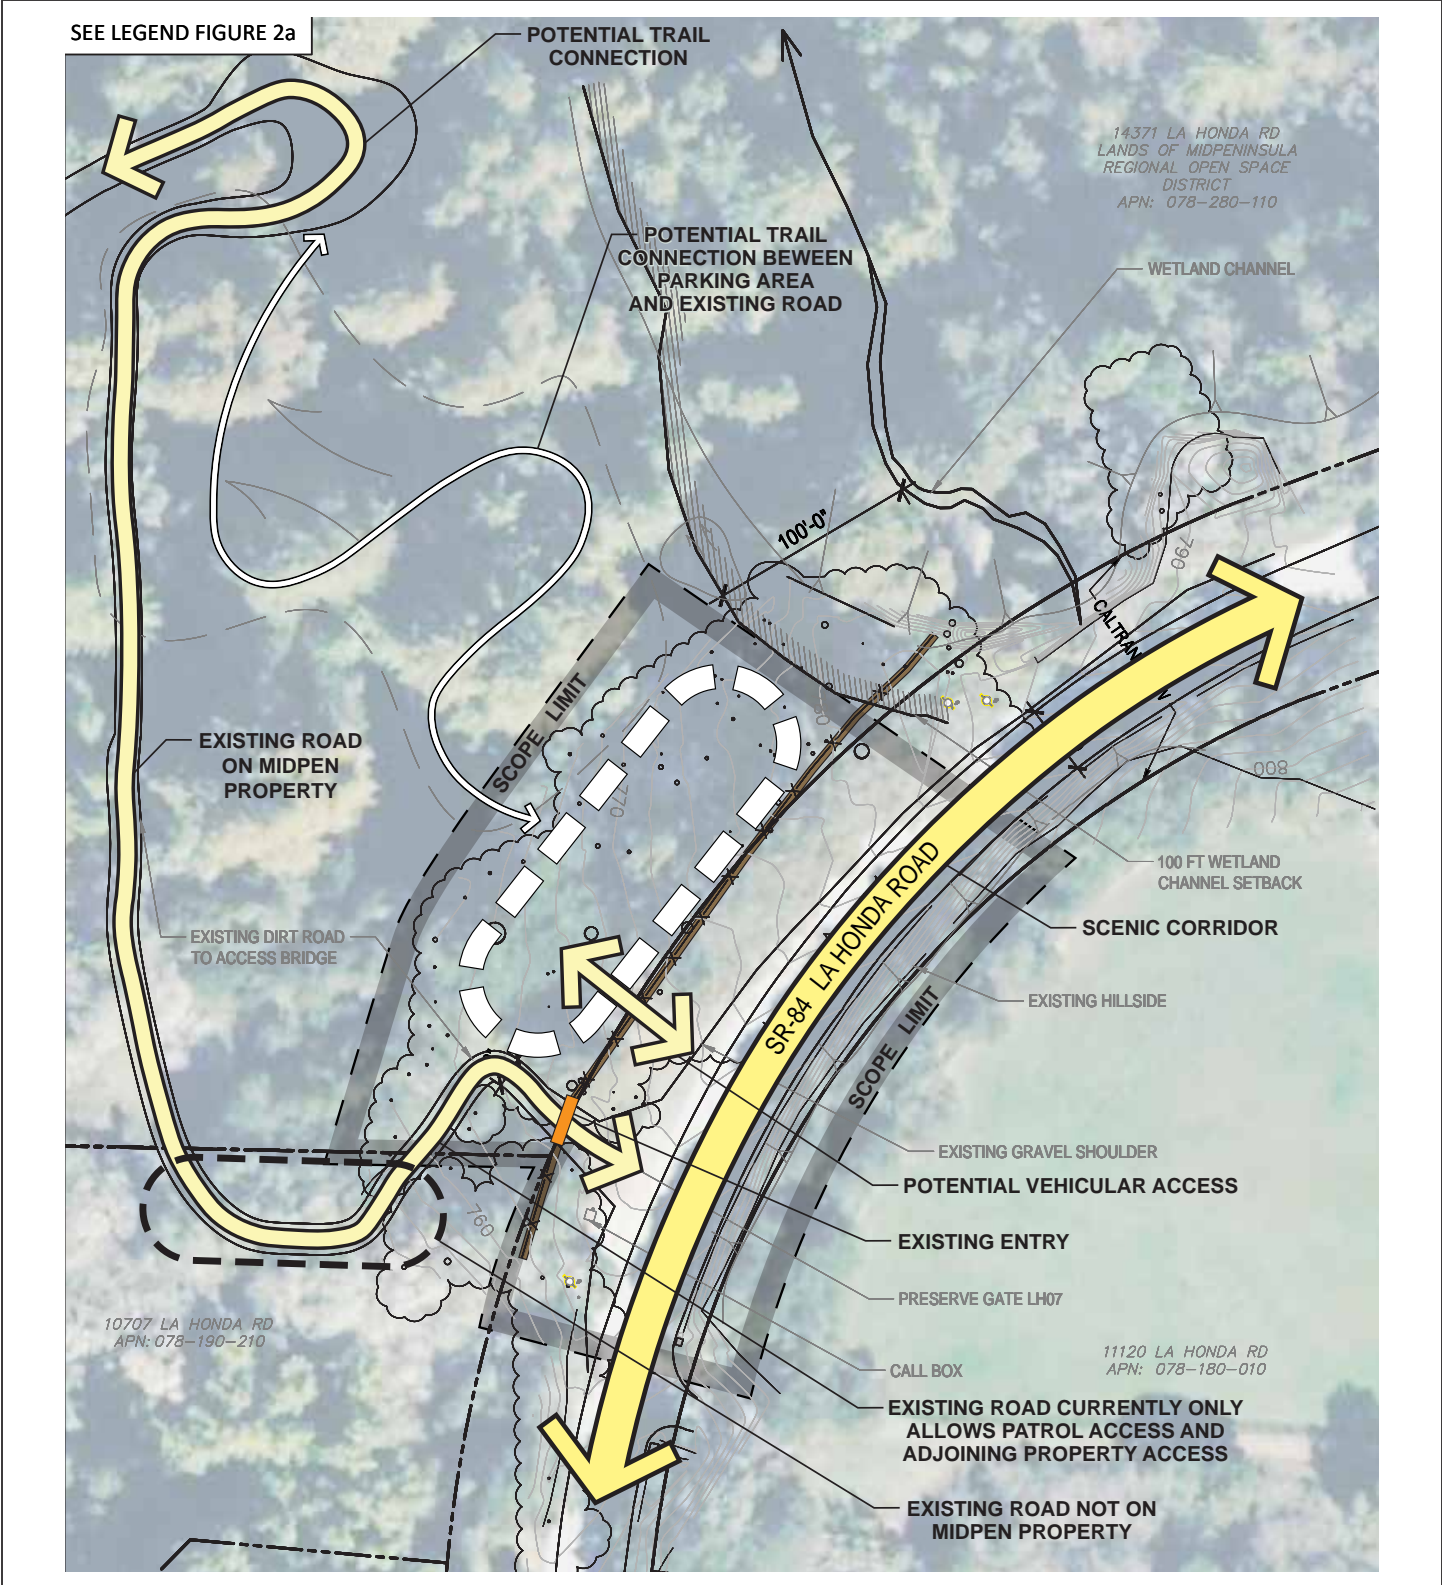 SEE LEGEND FIGURE 2a
POTENTIAL TRAIL
CONNECTION
14371 LA HONDA RD
LANDS OF MIDPENINSULA
REGIONAL OPEN SPACE
DISTRICT
APN: 078-280-110
POTENTIAL TRAIL
CONNECTION BEWEEN
PARKING AREA
AND EXISTING ROAD
WETLAND CHANNEL
100'-0"
790
CALTRAN
SCOPE LIMIT
EXISTING ROAD
ON MIDPEN
PROPERTY
770
800
100 FT WETLAND
CHANNEL SETBACK
SR-84 LA HONDA ROAD
SCENIC CORRIDOR
EXISTING DIRT ROAD
TO ACCESS BRIDGE
EXISTING HILLSIDE
SCOPE LIMIT
EXISTING GRAVEL SHOULDER
POTENTIAL VEHICULAR ACCESS
760
EXISTING ENTRY
PRESERVE GATE LH07
10707 LA HONDA RD
APN: 078-190-210
11120 LA HONDA RD
APN: 078-180-010
CALL BOX
EXISTING ROAD CURRENTLY ONLY
ALLOWS PATROL ACCESS AND
ADJOINING PROPERTY ACCESS
EXISTING ROAD NOT ON
MIDPEN PROPERTY